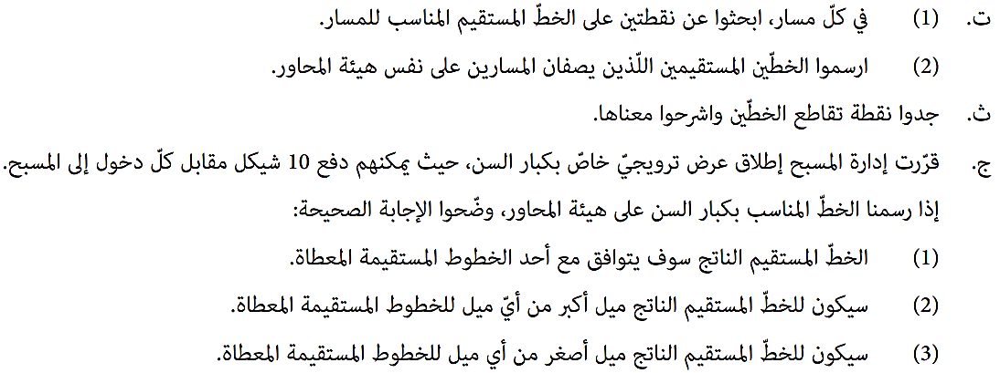 ت. (1) في كلّ مسار، ابحثوا عن نقطتين على الخطّ المستقيم المناسب للمسار.
(2) ارسموا الخطّين المستقيمين اللّذين يصفان المسارين على نفس هيئة المحاور.
ث. جدوا نقطة تقاطع الخطّين واشرحوا معناها.
ج. قرّرت إدارة المسبح إطلاق عرض ترويجيّ خاصّ بكبار السن، حيث يمكنهم دفع 10 شيكل مقابل كلّ دخول إلى المسبح.
إذا رسمنا الخطّ المناسب بكبار السن على هيئة المحاور، وضّحوا الإجابة الصحيحة:
(1) الخطّ المستقيم الناتج سوف يتوافق مع أحد الخطوط المستقيمة المعطاة.
(2) سيكون للخطّ المستقيم الناتج ميل أكبر من أيّ ميل للخطوط المستقيمة المعطاة.
(3) سيكون للخطّ المستقيم الناتج ميل أصغر من أي ميل للخطوط المستقيمة المعطاة.